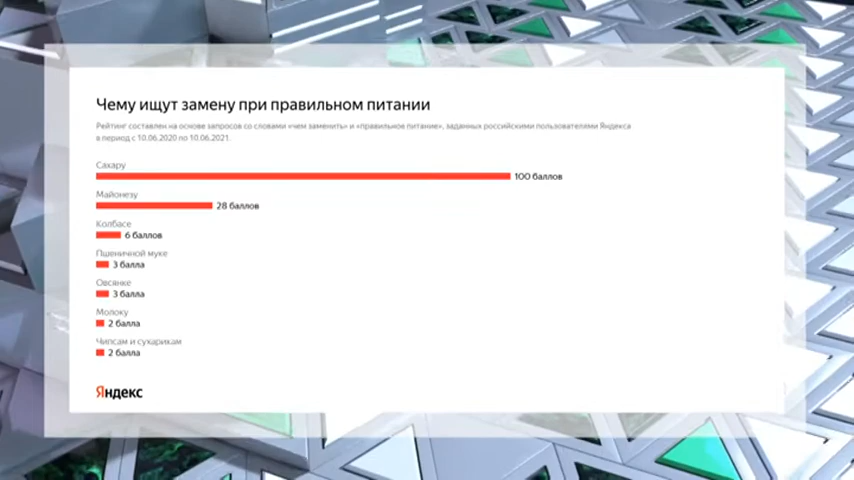 Чему ищут замену при правильном питании
Рейтинг составлен на основе запросов со словами «чем заменить» и «правильное питание», заданных российскими пользователями Яндекса
в период с 10.06.2020 по 10.06.2021.
Сахару
100 баллов
Майонезу
28 баллов
Колбасе
6 баллов
Пшеничной муке
3 балла
Овсянке
3 балла
Молоку
2 балла
Чипсам и сухарикам
2 балла
Яндекс